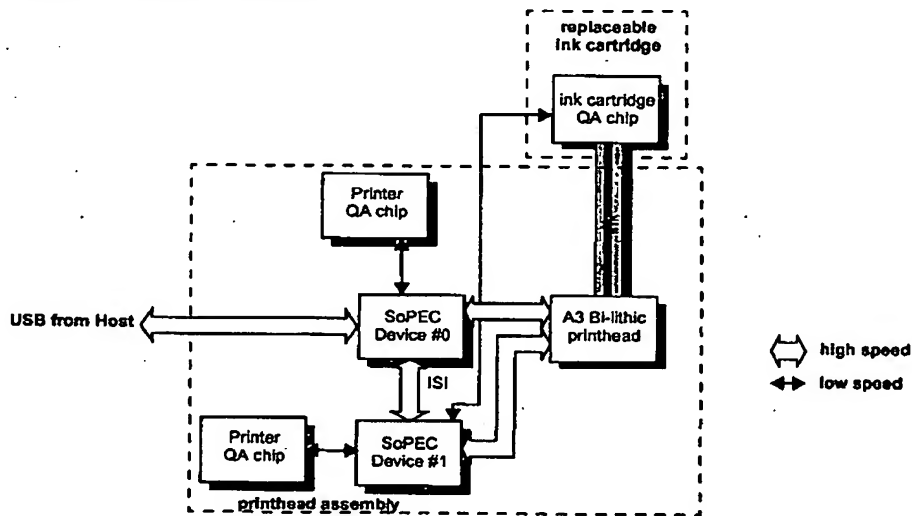 replaceable
ink cartridge
ink cartridge
QA chip
Printer
QA chip
USB from Host
SoPEC
Device #0
A3 Bi-lithic
printhead
high speed
low speed
ISI
Printer
QA chip
SoPEC
Device #1
printhead assembly